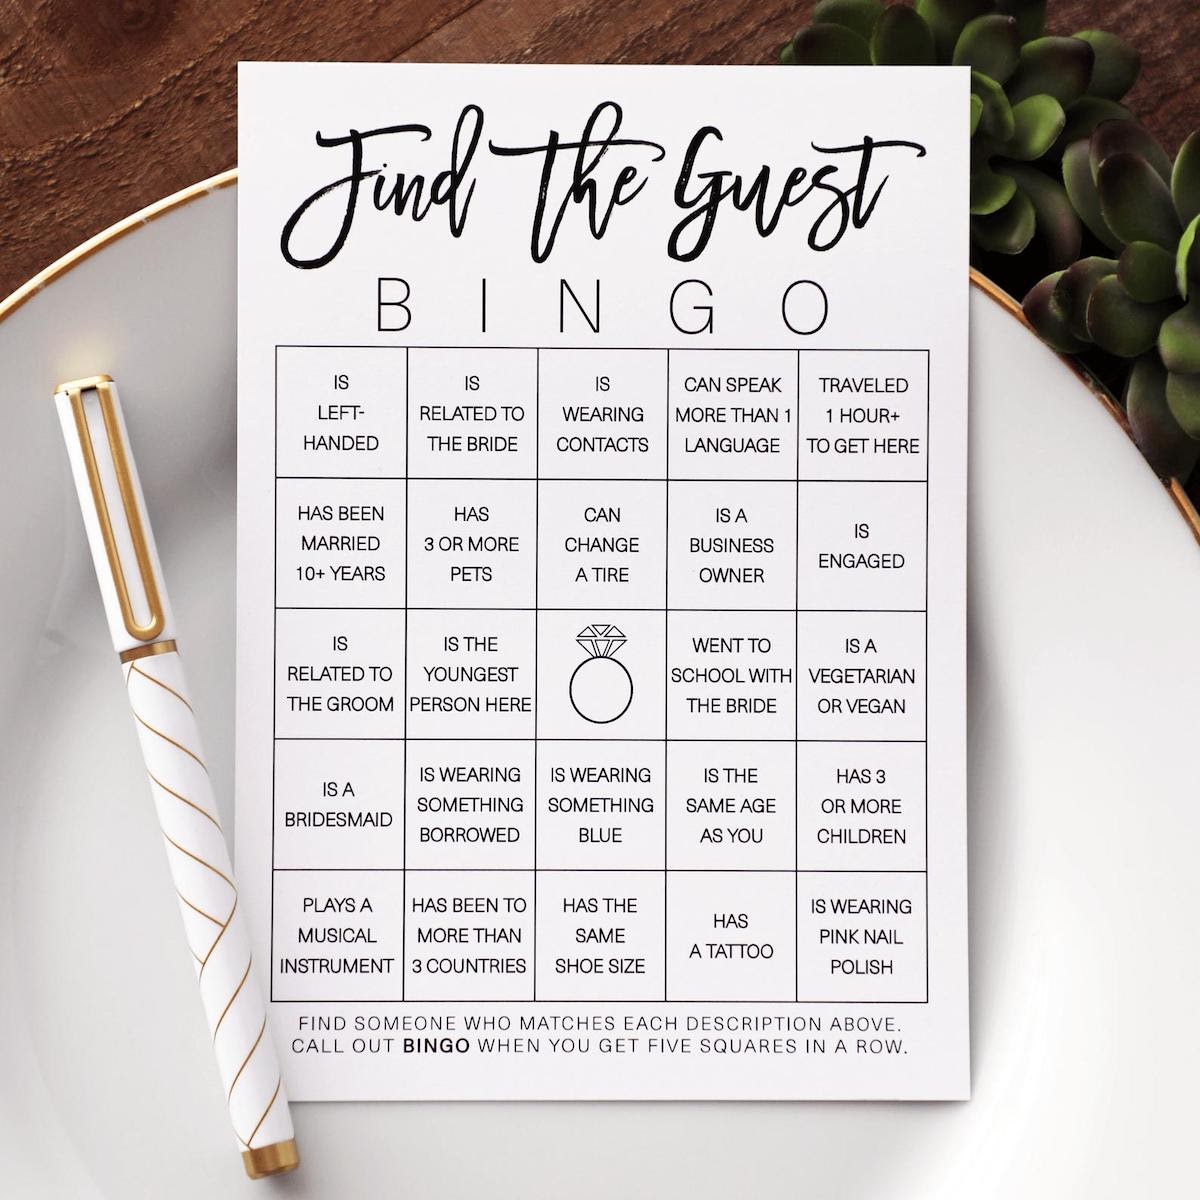 Find The Guest
BINGO
IS
LEFT-
HANDED
IS
RELATED TO
THE BRIDE
IS
WEARING
CONTACTS
CAN SPEAK
MORE THAN 1
LANGUAGE
TRAVELED
1 HOUR+
TO GET HERE
HAS BEEN
MARRIED
10+ YEARS
HAS
3 OR MORE
PETS
CAN
CHANGE
A TIRE
IS A
BUSINESS
OWNER
IS
ENGAGED
IS
RELATED TO
THE GROOM
IS THE
YOUNGEST
PERSON HERE
WENT TO
SCHOOL WITH
THE BRIDE
IS A
VEGETARIAN
OR VEGAN
IS A
BRIDESMAID
IS WEARING
SOMETHING
BORROWED
IS WEARING
SOMETHING
BLUE
IS THE
SAME AGE
AS YOU
HAS 3
OR MORE
CHILDREN
PLAYS A
MUSICAL
INSTRUMENT
HAS BEEN TO
MORE THAN
3 COUNTRIES
HAS THE
SAME
SHOE SIZE
HAS
A TATTOO
IS WEARING
PINK NAIL
POLISH
FIND SOMEONE WHO MATCHES EACH DESCRIPTION ABOVE.
CALL OUT BINGO WHEN YOU GET FIVE SQUARES IN A ROW.